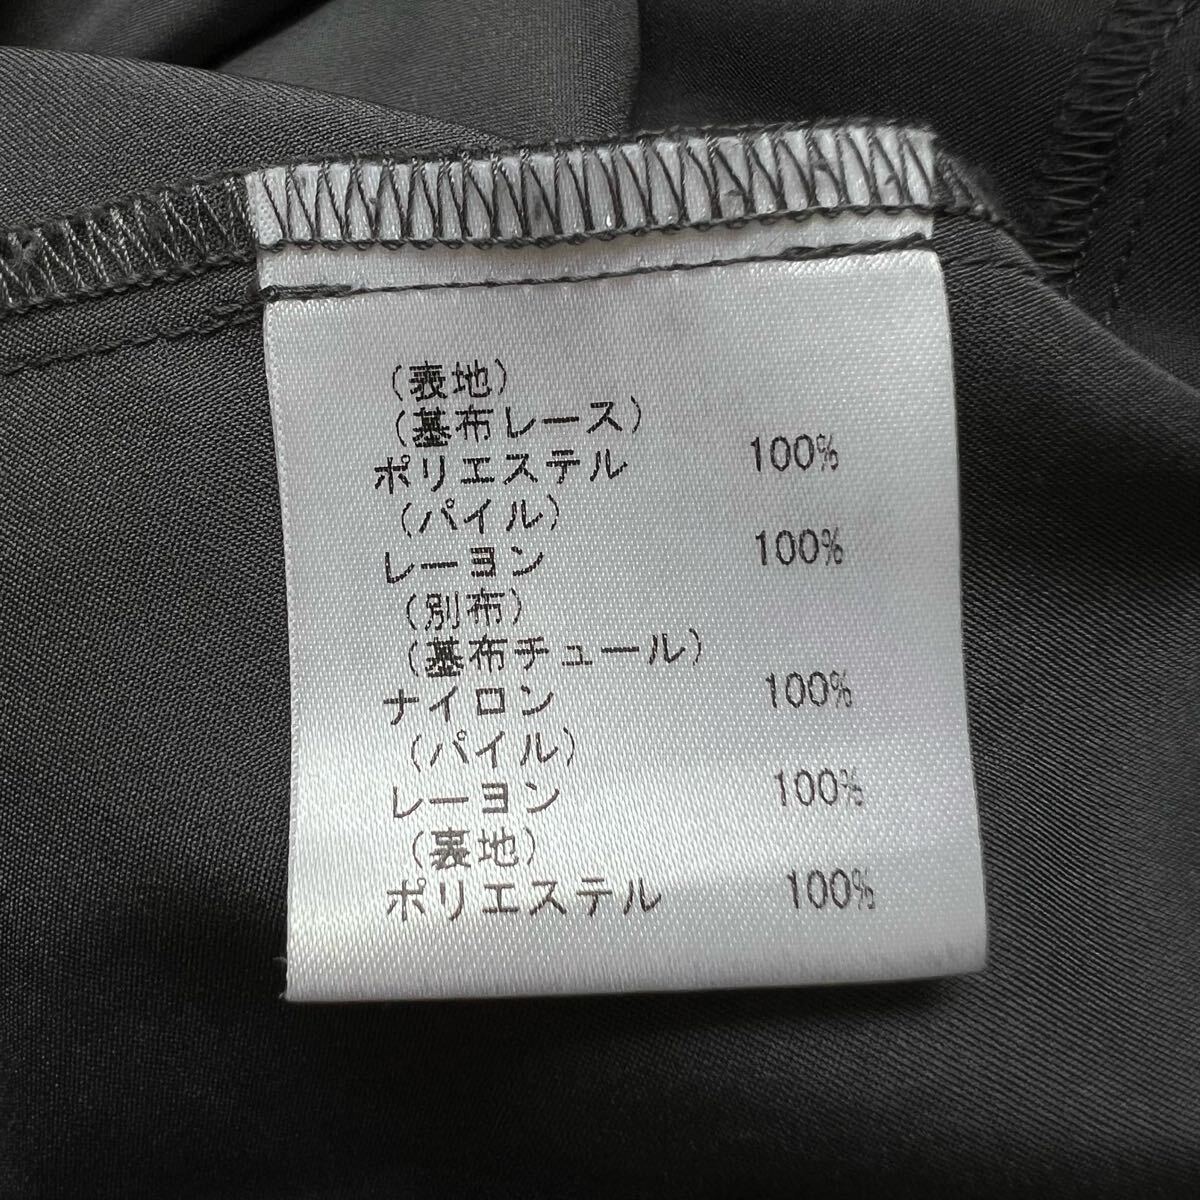 (表地)
(基布レース)
ポリエステル 100%
(パイル)
レーヨン 100%
(別布)
(基布チュール)
ナイロン 100%
(パイル)
レーヨン 100%
(裏地)
ポリエステル 100%